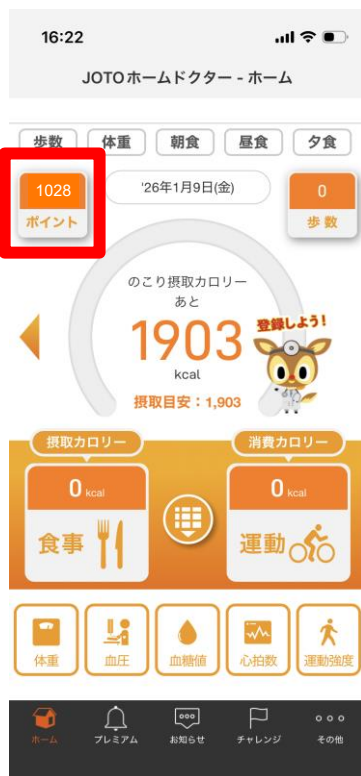 16:22
JOTOホームドクター - ホーム
歩数 体重 朝食 昼食 夕食
1028
ポイント
'26年1月9日(金)
0
歩数
のこり摂取カロリー
あと
1903
kcal
摂取目安：1,903
登録しよう!
摂取カロリー
消費カロリー
0 kcal
食事
0 kcal
運動
体重 血圧 血糖値 心拍数 運動強度
ホーム プレミアム お知らせ チャレンジ その他